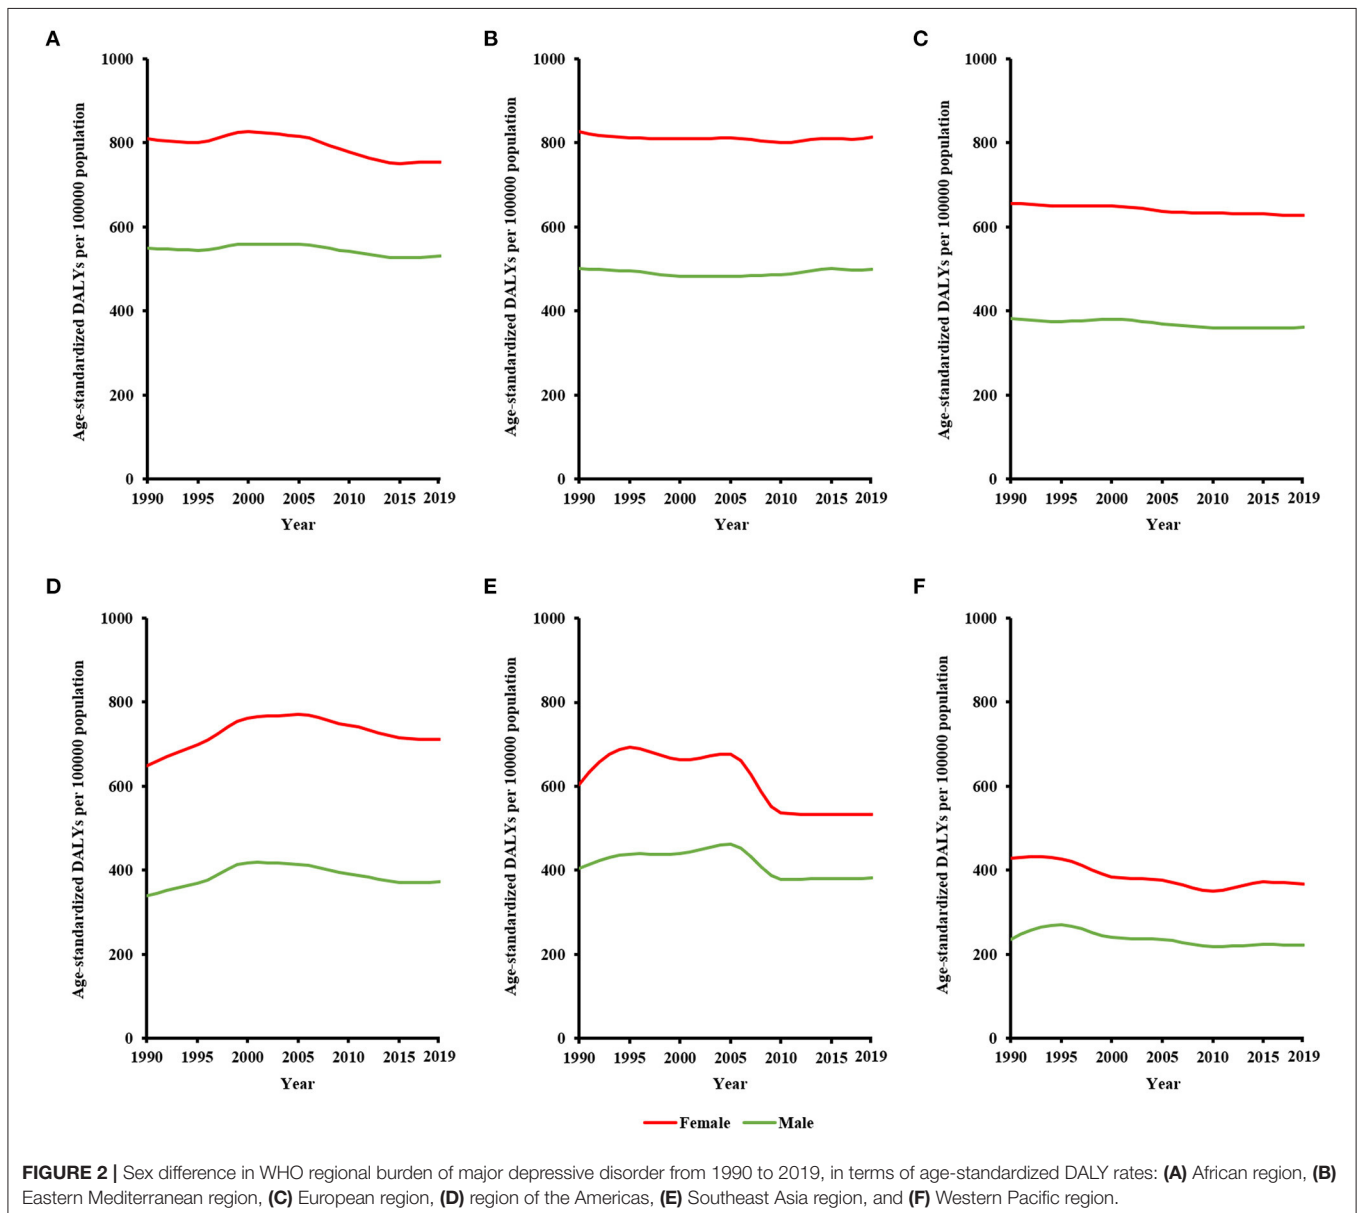 A
B
C
1000
800
600
400
200
0
Age-standardized DALYs per 100000 population
1990 1995 2000 2005 2010 2015 2019
Year
1000
800
600
400
200
0
Age-standardized DALYs per 100000 population
1990 1995 2000 2005 2010 2015 2019
Year
1000
800
600
400
200
0
Age-standardized DALYs per 100000 population
1990 1995 2000 2005 2010 2015 2019
Year
D
E
F
1000
800
600
400
200
0
Age-standardized DALYs per 100000 population
1990 1995 2000 2005 2010 2015 2019
Year
1000
800
600
400
200
0
Age-standardized DALYs per 100000 population
1990 1995 2000 2005 2010 2015 2019
Year
1000
800
600
400
200
0
Age-standardized DALYs per 100000 population
1990 1995 2000 2005 2010 2015 2019
Year
Female Male
FIGURE 2 | Sex difference in WHO regional burden of major depressive disorder from 1990 to 2019, in terms of age-standardized DALY rates: (A) African region, (B)
Eastern Mediterranean region, (C) European region, (D) region of the Americas, (E) Southeast Asia region, and (F) Western Pacific region.